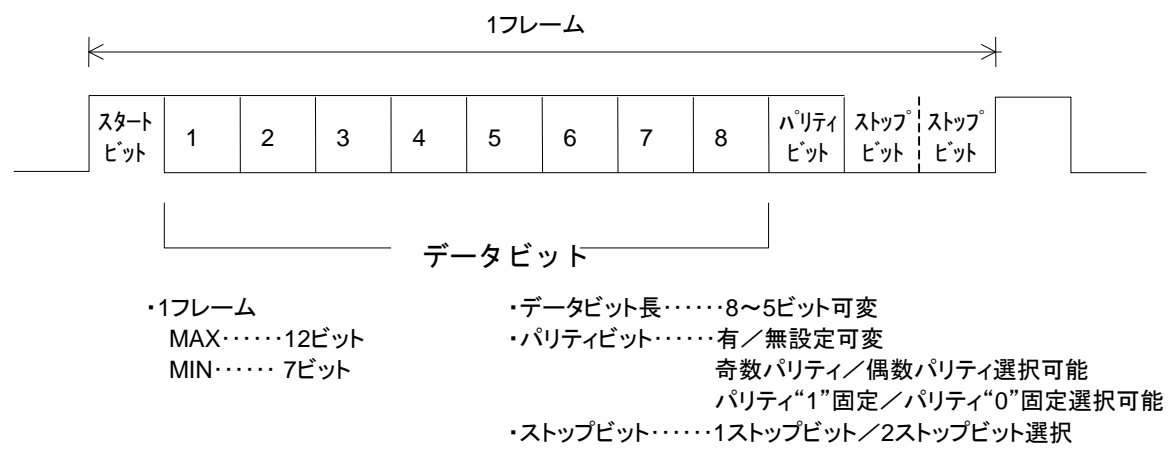 1フレーム
ｽﾀｰﾄ ﾋﾞｯﾄ 1 2 3 4 5 6 7 8 ﾊﾟﾘﾃｨ ﾋﾞｯﾄ ｽﾄｯﾌﾟ ﾋﾞｯﾄ ｽﾄｯﾌﾟ ﾋﾞｯﾄ
データビット
・1フレーム
MAX‥‥‥12ビット
MIN‥‥‥ 7ビット
・データビット長‥‥‥8～5ビット可変
・パリティビット‥‥‥有／無設定可変
奇数パリティ／偶数パリティ選択可能
パリティ“1”固定／パリティ“0”固定選択可能
・ストップビット‥‥‥1ストップビット／2ストップビット選択